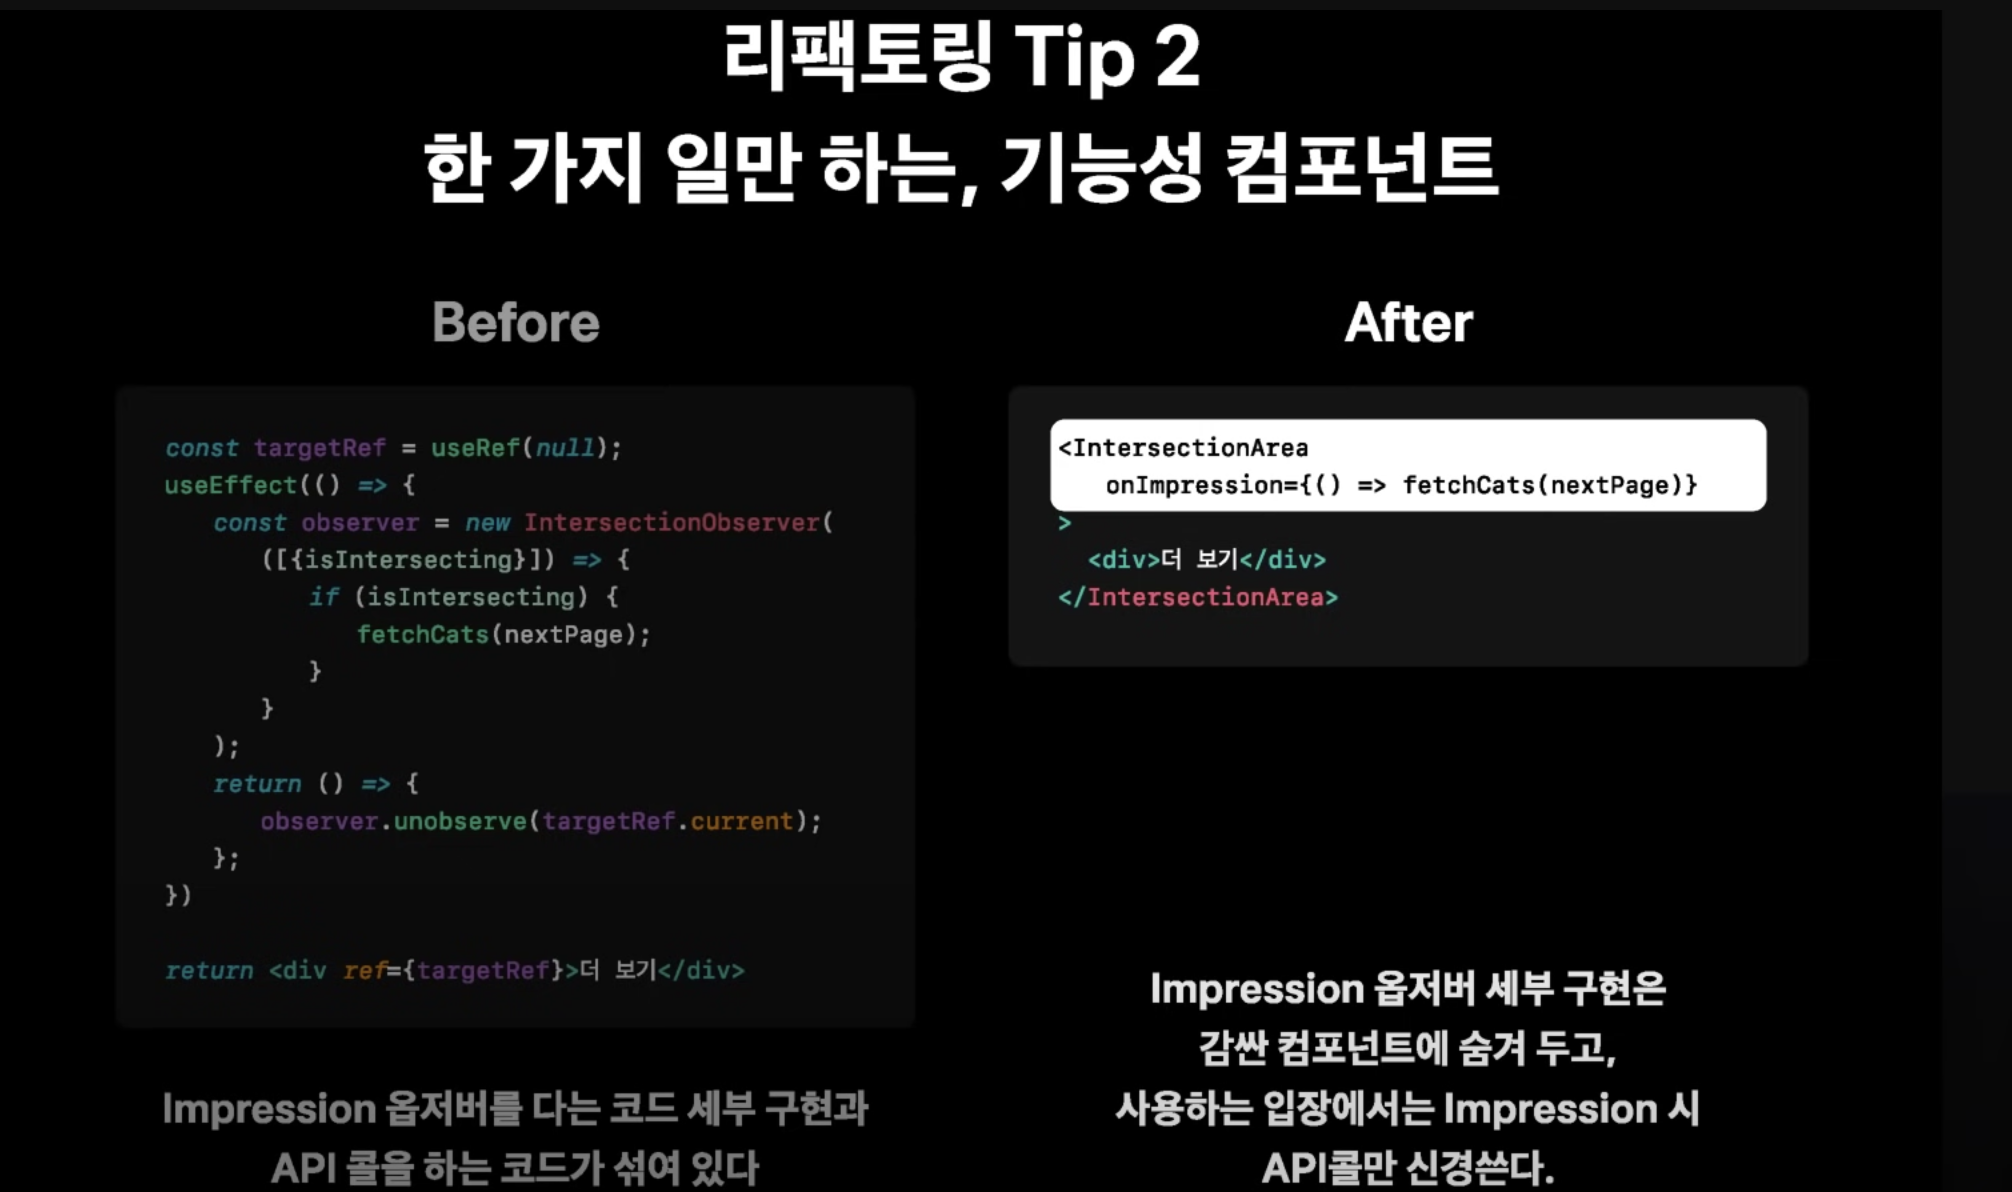 리팩토링 Tip 2
한 가지 일만 하는, 기능성 컴포넌트
Before
const targetRef = useRef(null);
useEffect(() => {
const observer = new IntersectionObserver(
([{isIntersecting}]) => {
if (isIntersecting) {
fetchCats(nextPage);
}
}
);
return () => {
observer.unobserve(targetRef.current);
};
})
return <div ref={targetRef}>더 보기</div>
Impression 옵저버를 다는 코드 세부 구현과
API 콜을 하는 코드가 섞여 있다
After
<IntersectionArea
onImpression={() => fetchCats(nextPage)}
>
<div>더 보기</div>
</IntersectionArea>
Impression 옵저버 세부 구현은
감싼 컴포넌트에 숨겨 두고,
사용하는 입장에서는 Impression 시
API콜만 신경쓴다.